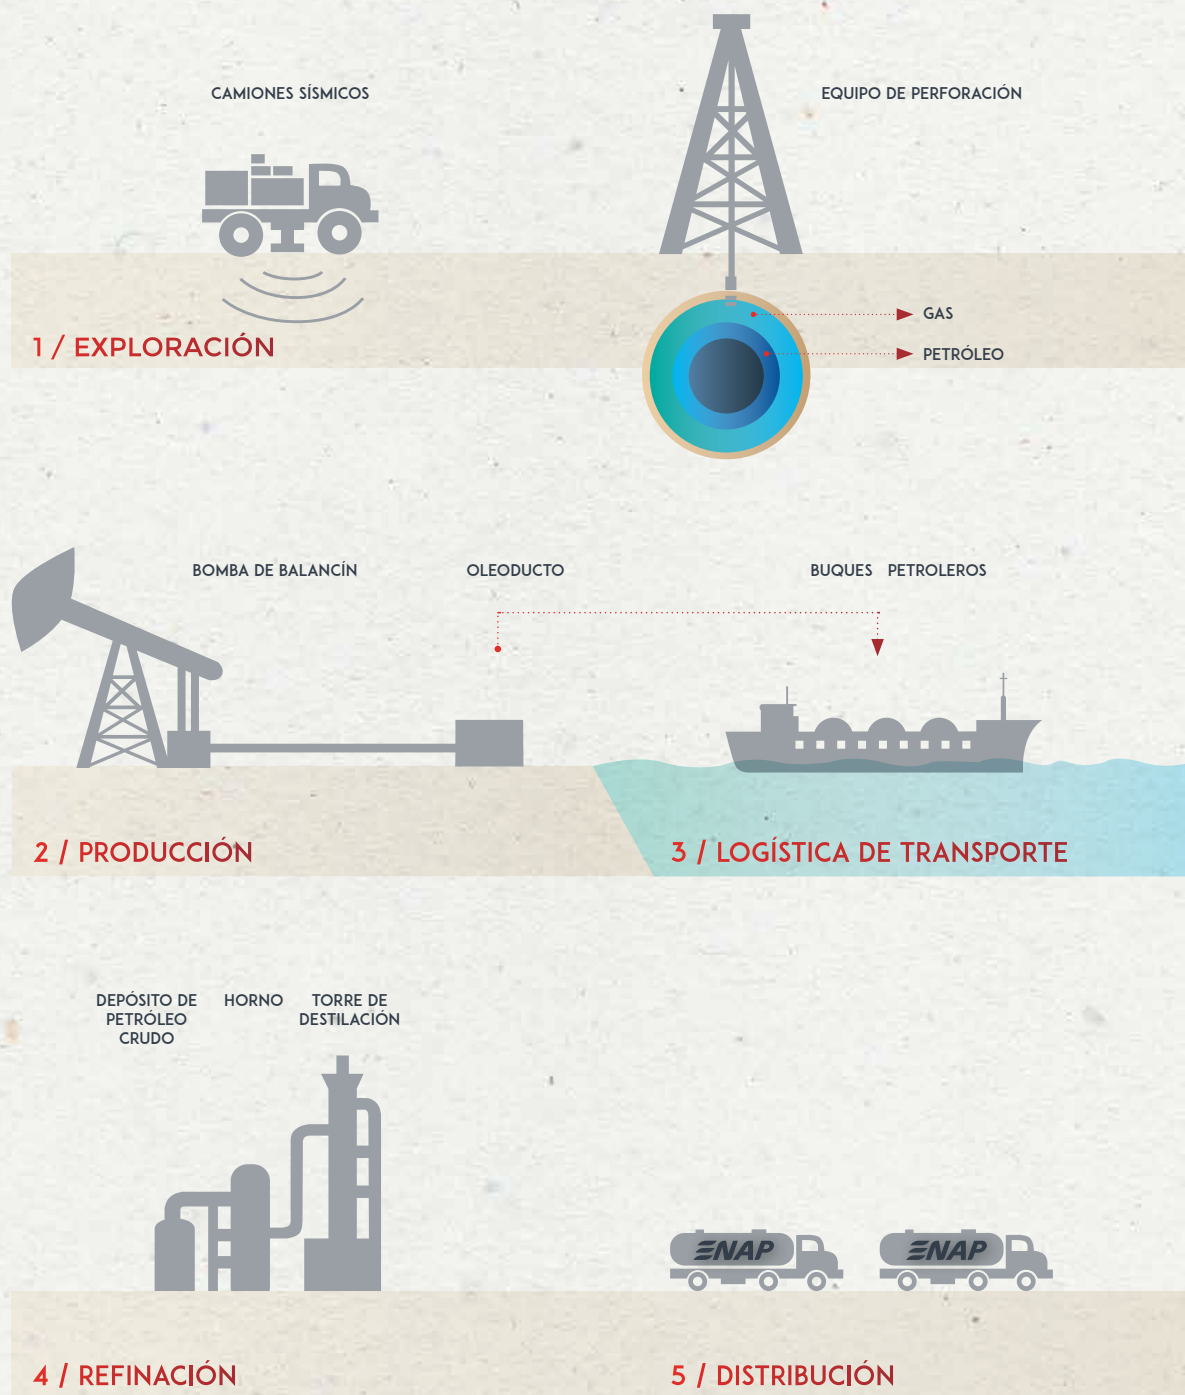 CAMIONES SÍSMICOS
EQUIPO DE PERFORACIÓN
GAS
PETRÓLEO
1 / EXPLORACIÓN
BOMBA DE BALANCÍN
OLEODUCTO
BUQUES PETROLEROS
2 / PRODUCCIÓN
3 / LOGÍSTICA DE TRANSPORTE
DEPÓSITO DE
PETRÓLEO
CRUDO
HORNO
TORRE DE
DESTILACIÓN
ENAP
ENAP
4 / REFINACIÓN
5 / DISTRIBUCIÓN